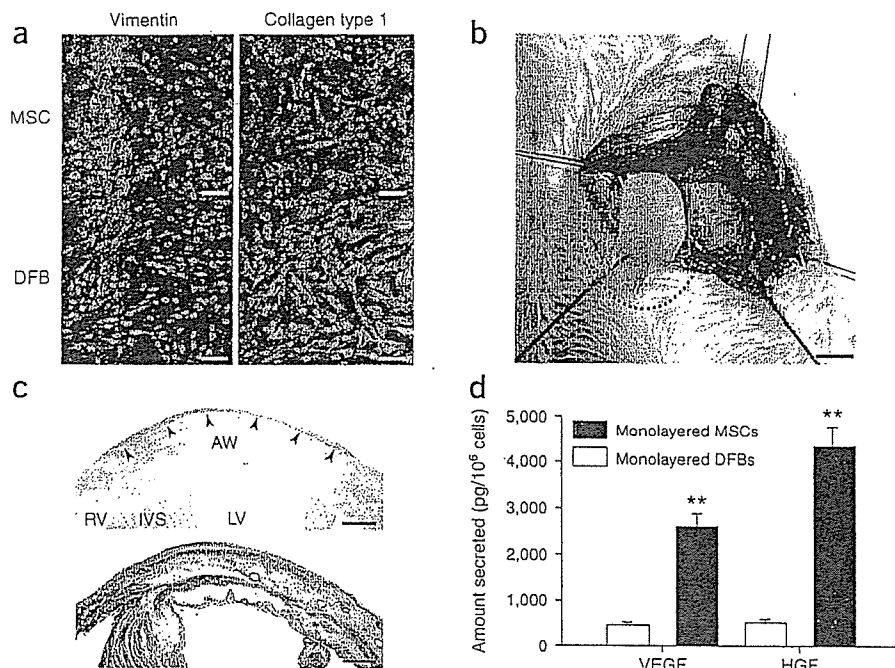 a
Vimentin
Collagen type 1
MSC
DFB
b
c
AW
RV
IVS
LV
d
Amount secreted (pg/10⁶ cells)
5,000
4,000
3,000
2,000
1,000
0
Monolayered MSCs
Monolayered DFBs
**
**
VEGF
HGF